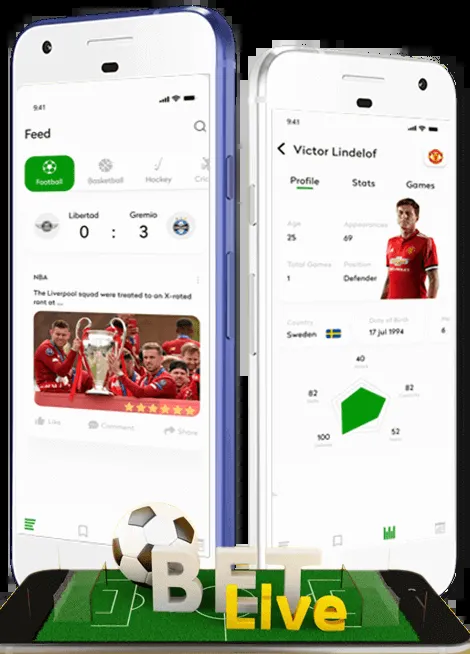 9:41
Feed
Football
Basketball
Hockey
Cric
Libertad
Gremio
0 : 3
NBA
The Liverpool squad were treated to an X-rated
rant at ...
Like
Comment
Share
9:41
Victor Lindelof
Profile
Stats
Games
Age
Appearances
25
69
Total Games
Position
1
Defender
Country
Date of Birth
Sweden
17 jul 1994
6
40
82
82
100
52
BET
Live